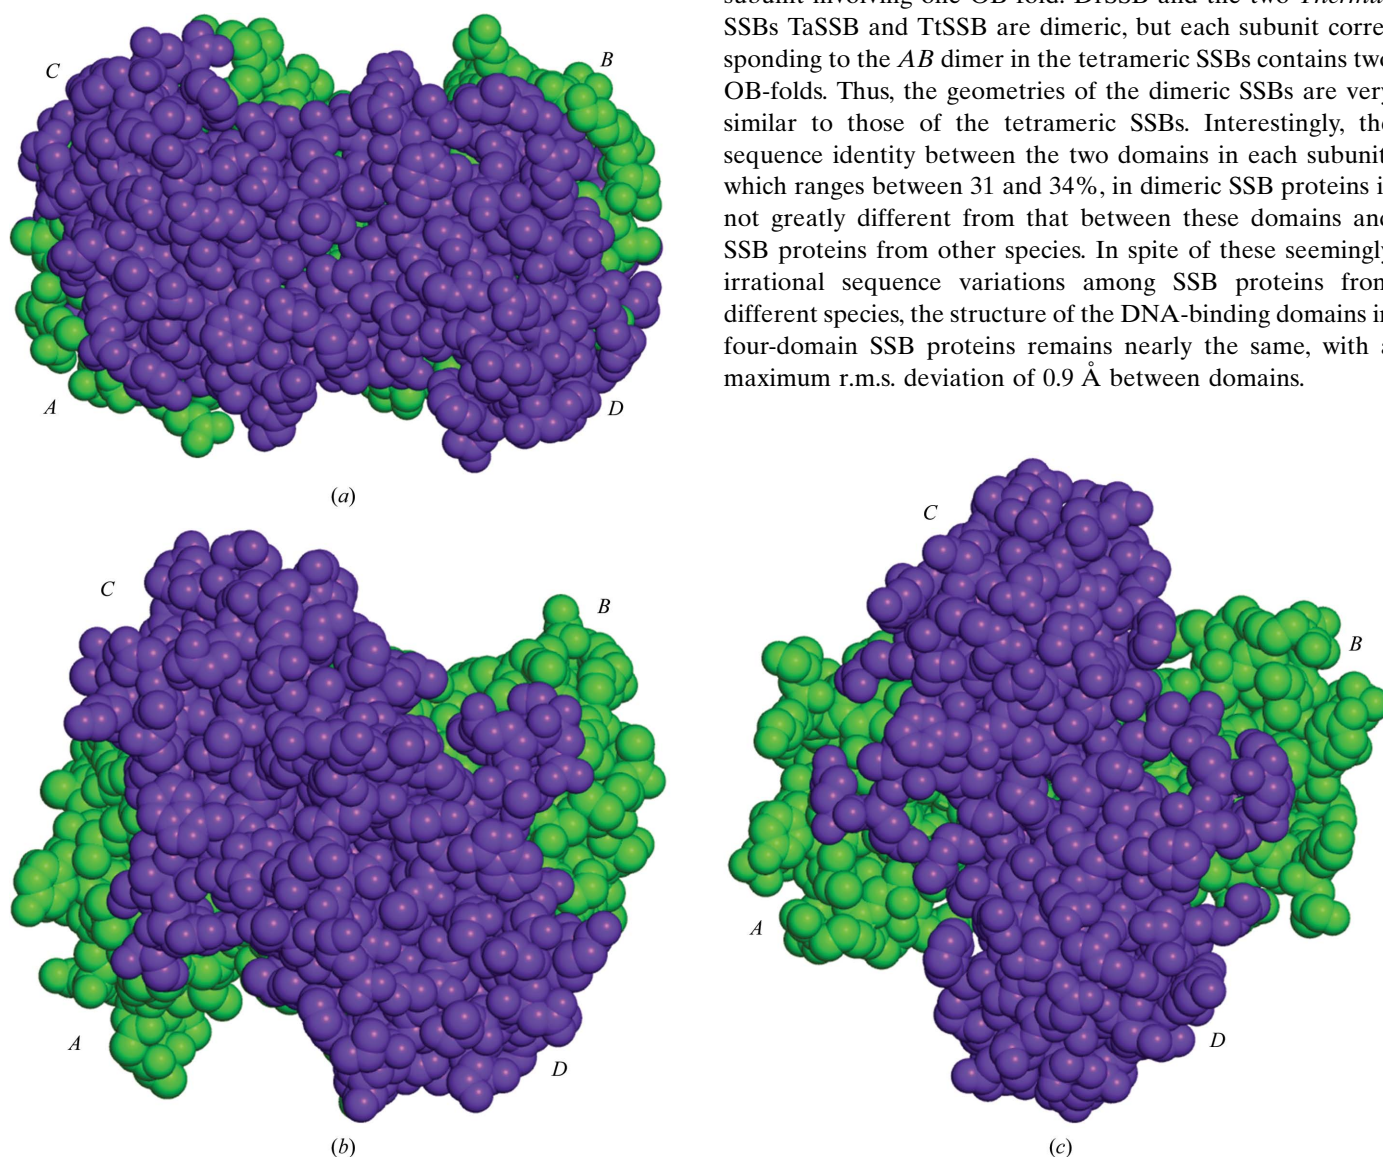 SSBs TaSSB and TtSSB are dimeric, but each subunit corre
sponding to the AB dimer in the tetrameric SSBs contains two
OB-folds. Thus, the geometries of the dimeric SSBs are very
similar to those of the tetrameric SSBs. Interestingly, the
sequence identity between the two domains in each subunit
which ranges between 31 and 34%, in dimeric SSB proteins i
not greatly different from that between these domains and
SSB proteins from other species. In spite of these seemingly
irrational sequence variations among SSB proteins from
different species, the structure of the DNA-binding domains in
four-domain SSB proteins remains nearly the same, with a
maximum r.m.s. deviation of 0.9 Å between domains.
C
B
A
D
(a)
C
B
A
D
(b)
C
B
A
D
(c)